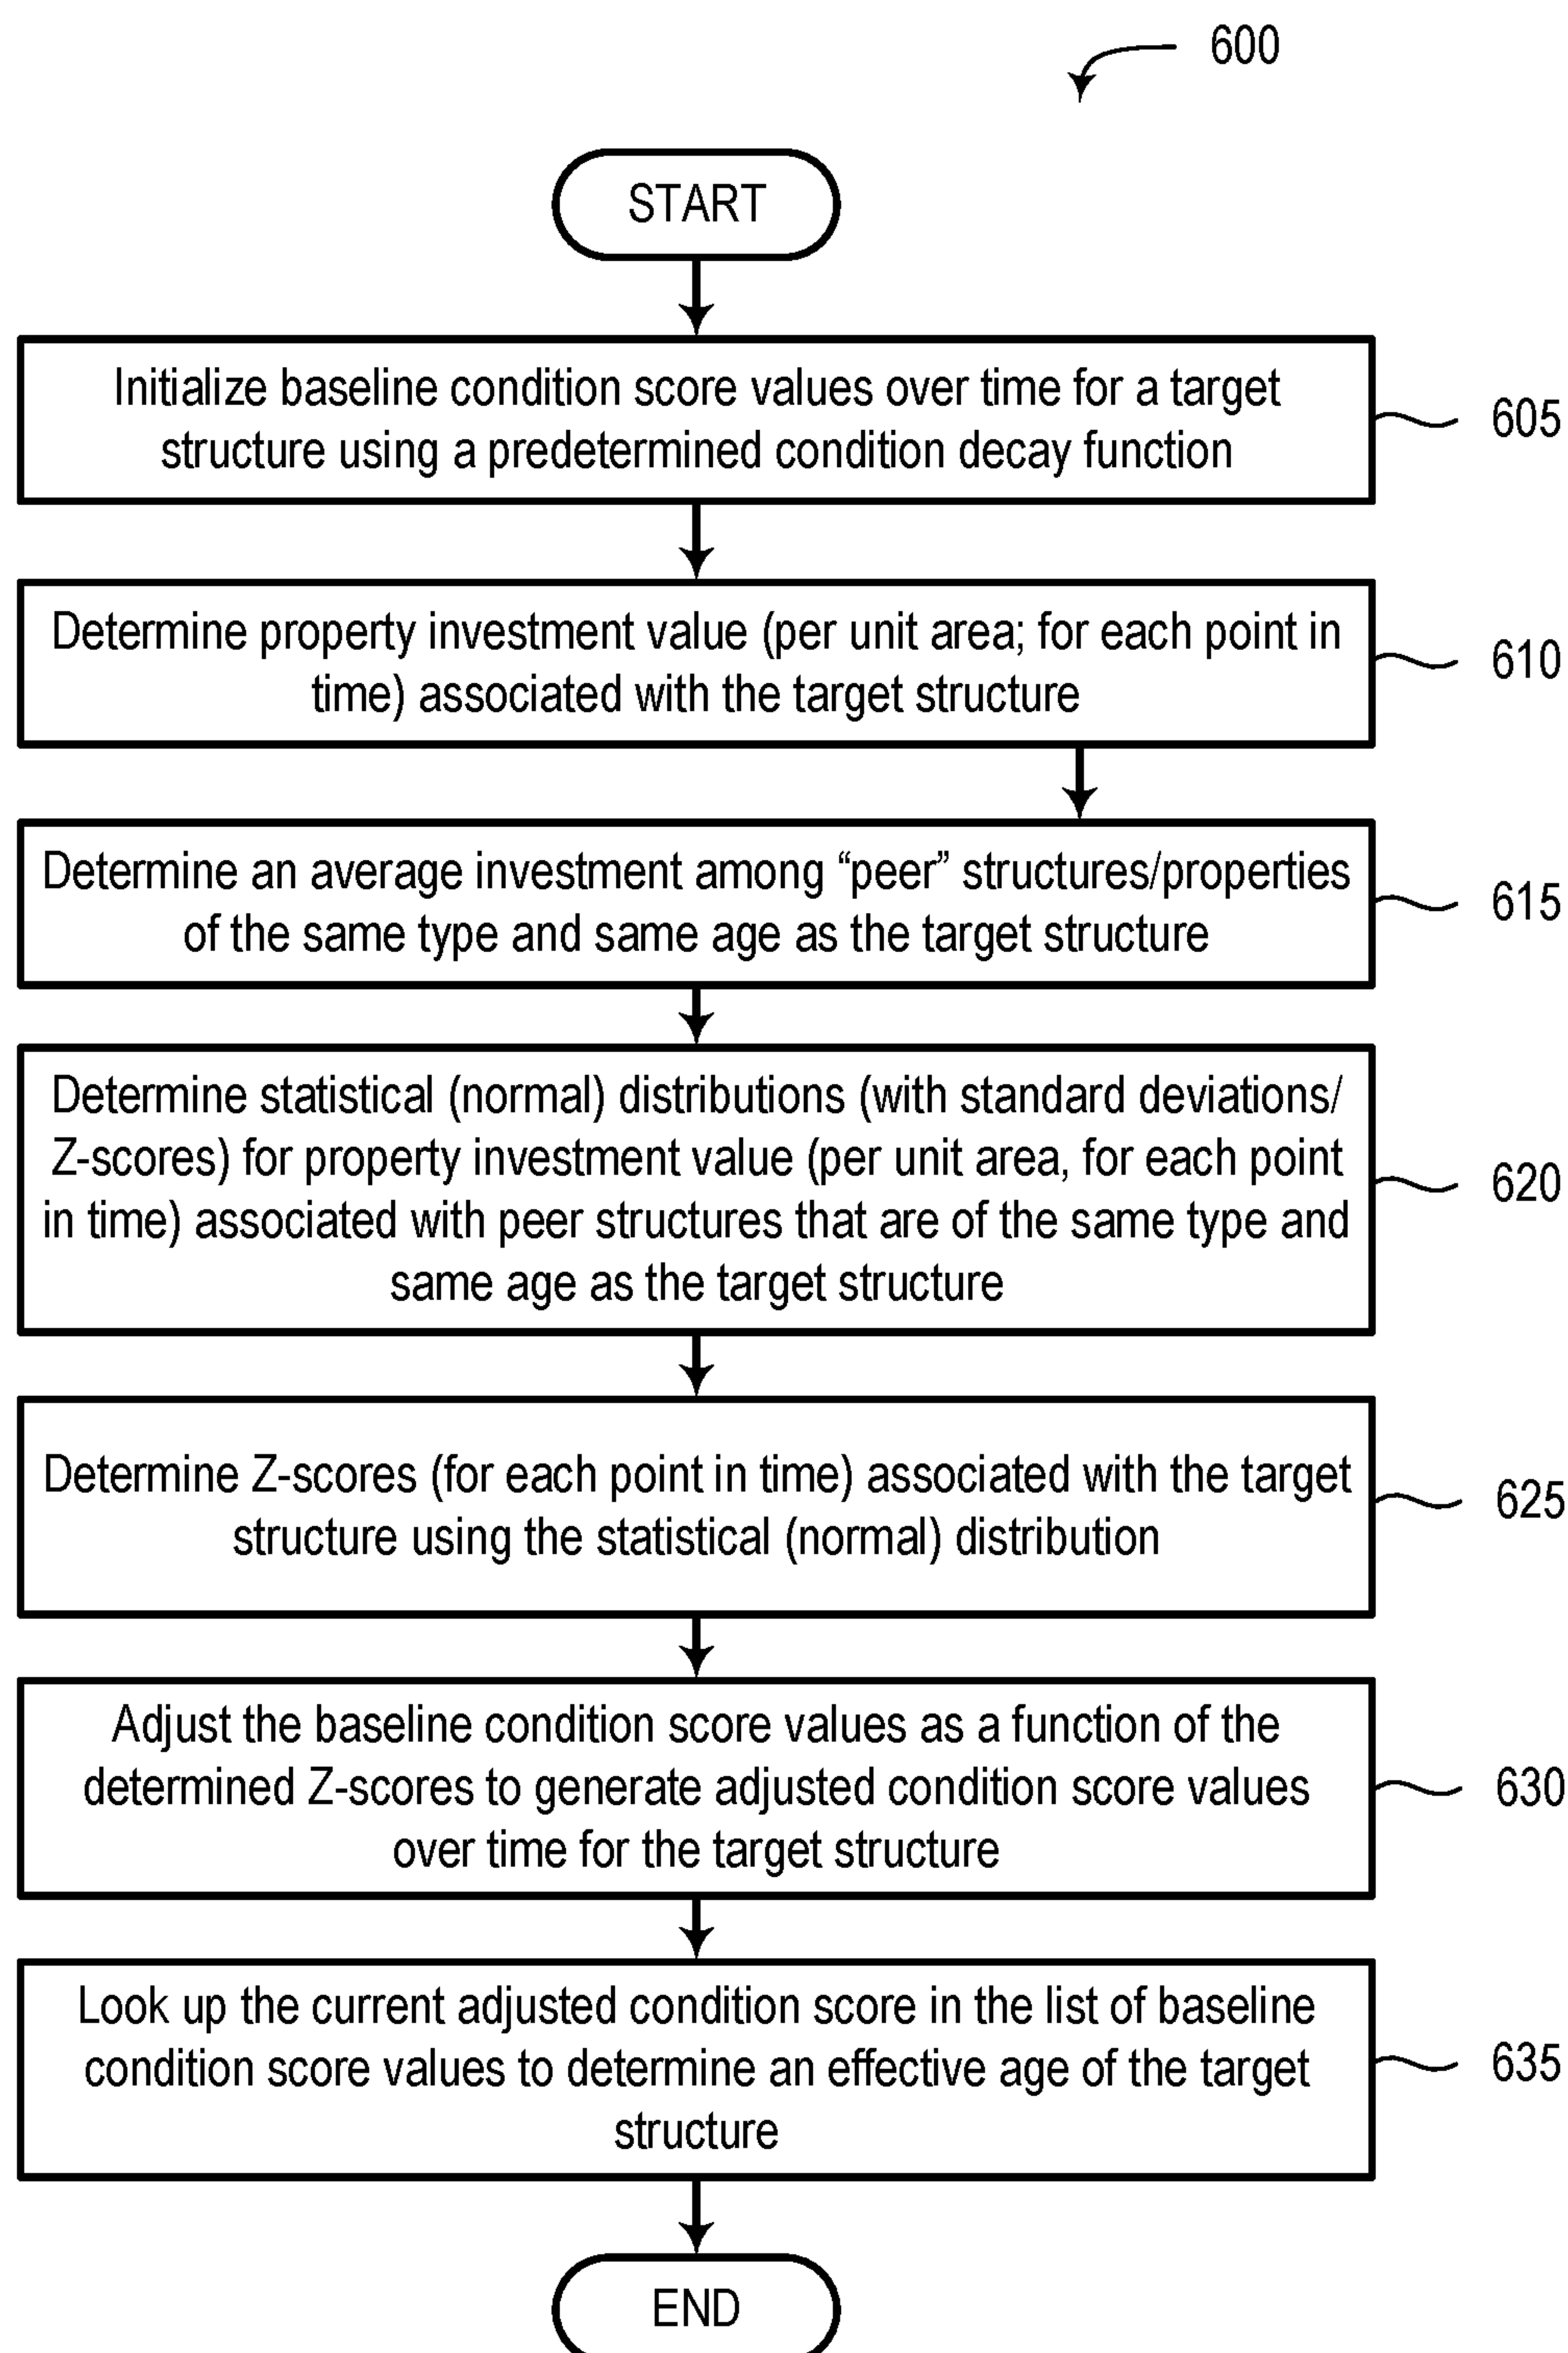 600
START
Initialize baseline condition score values over time for a target
structure using a predetermined condition decay function
605
Determine property investment value (per unit area; for each point in
time) associated with the target structure
610
Determine an average investment among “peer” structures/properties
of the same type and same age as the target structure
615
Determine statistical (normal) distributions (with standard deviations/
Z-scores) for property investment value (per unit area, for each point
in time) associated with peer structures that are of the same type and
same age as the target structure
620
Determine Z-scores (for each point in time) associated with the target
structure using the statistical (normal) distribution
625
Adjust the baseline condition score values as a function of the
determined Z-scores to generate adjusted condition score values
over time for the target structure
630
Look up the current adjusted condition score in the list of baseline
condition score values to determine an effective age of the target
structure
635
END